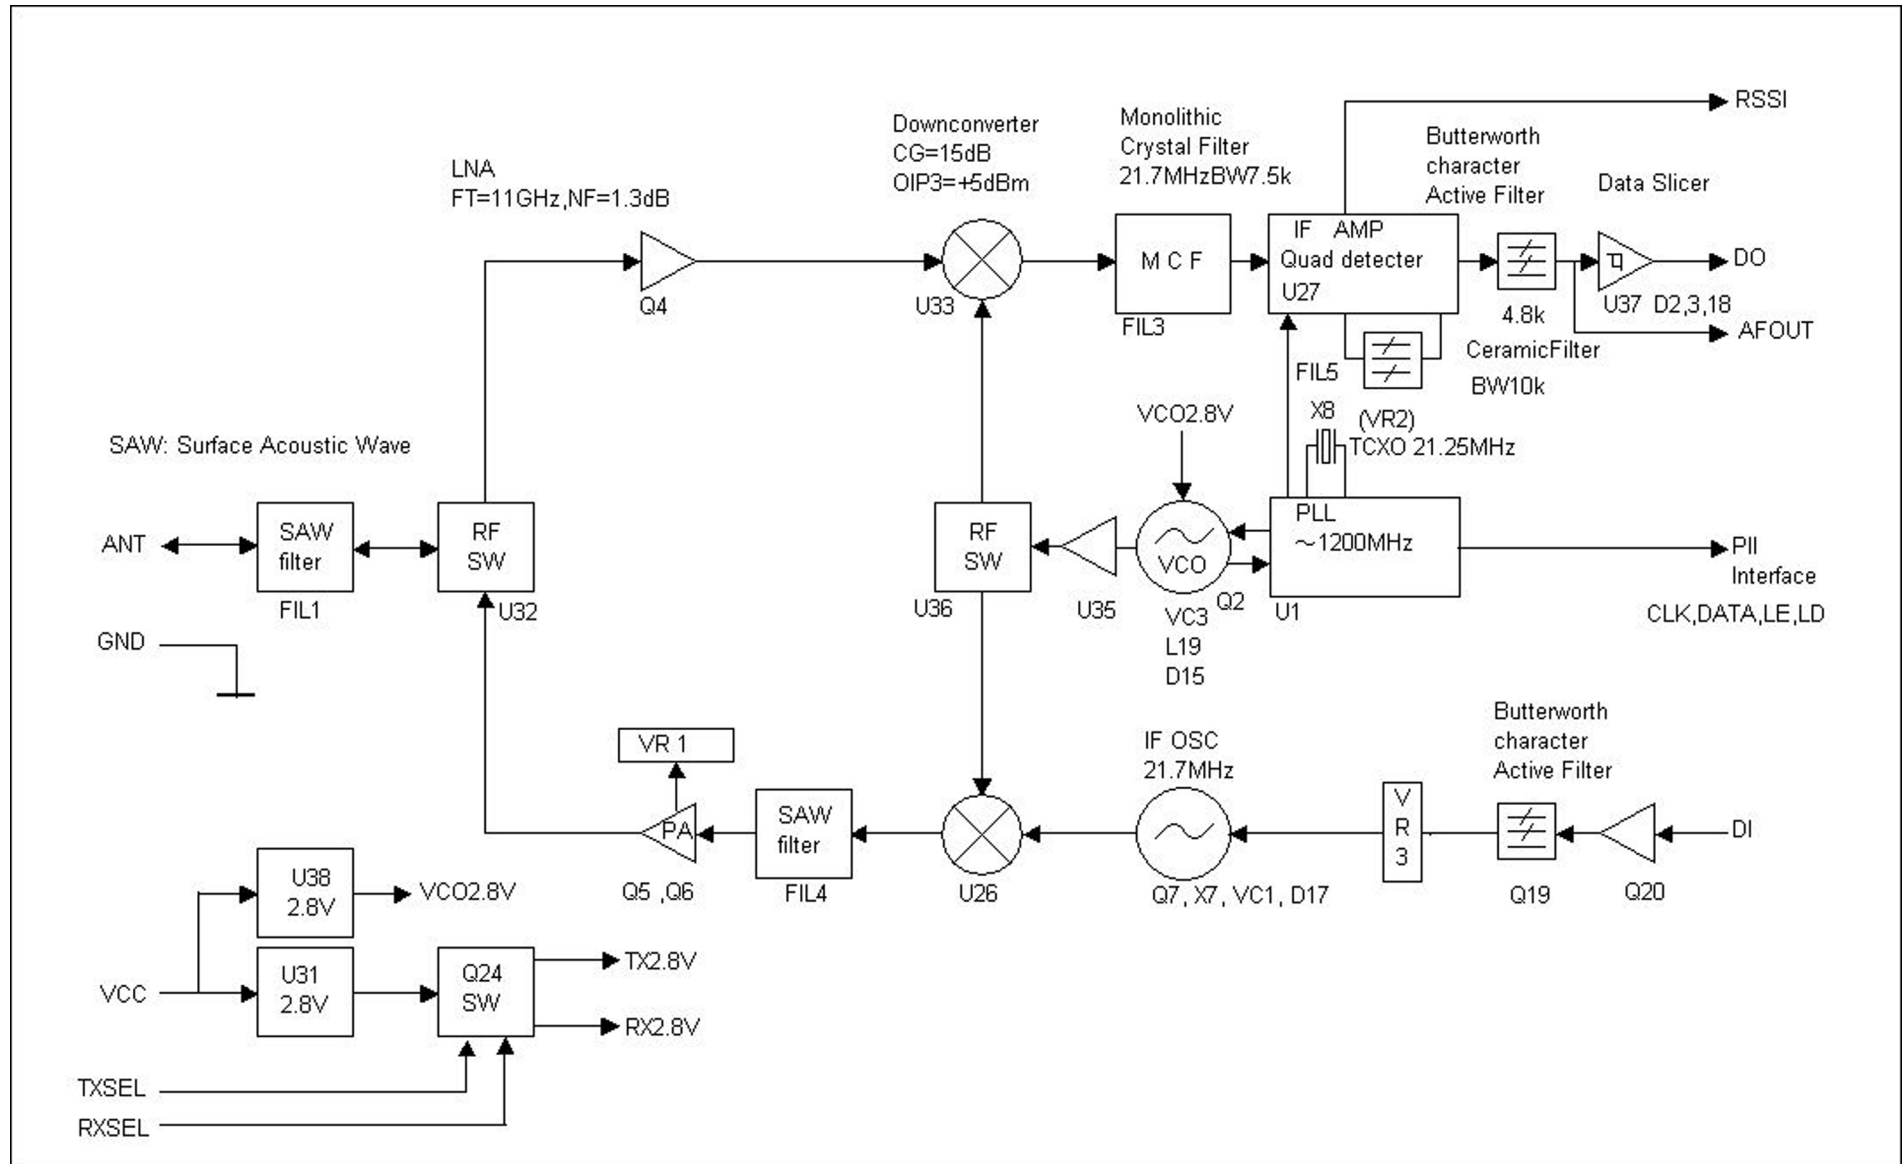 RSSI
Monolithic
Crystal Filter
21.7MHzBW7.5k
Downconverter
CG=15dB
OIP3=+5dBm
Butterworth
character
Active Filter
LNA
FT=11GHz,NF=1.3dB
Data Slicer
IF AMP
Quad detecter
U27
M C F
DO
Q4
U33
FIL3
4.8k
U37 D2,3,18
AFOUT
CeramicFilter
BW10k
FIL5
X8
(VR2)
TCXO 21.25MHz
VCO2.8V
SAW: Surface Acoustic Wave
ANT
SAW
filter
FIL1
RF
SW
U32
RF
SW
U36
U35
VCO
Q2
VC3
L19
D15
PLL
~1200MHz
U1
PII
Interface
CLK,DATA,LE,LD
GND
Butterworth
character
Active Filter
VR 1
IF OSC
21.7MHz
PA
Q5 ,Q6
SAW
filter
FIL4
U26
Q7, X7, VC1, D17
V
R
3
Q19
Q20
DI
U38
2.8V
VCO2.8V
VCC
U31
2.8V
Q24
SW
TX2.8V
RX2.8V
TXSEL
RXSEL